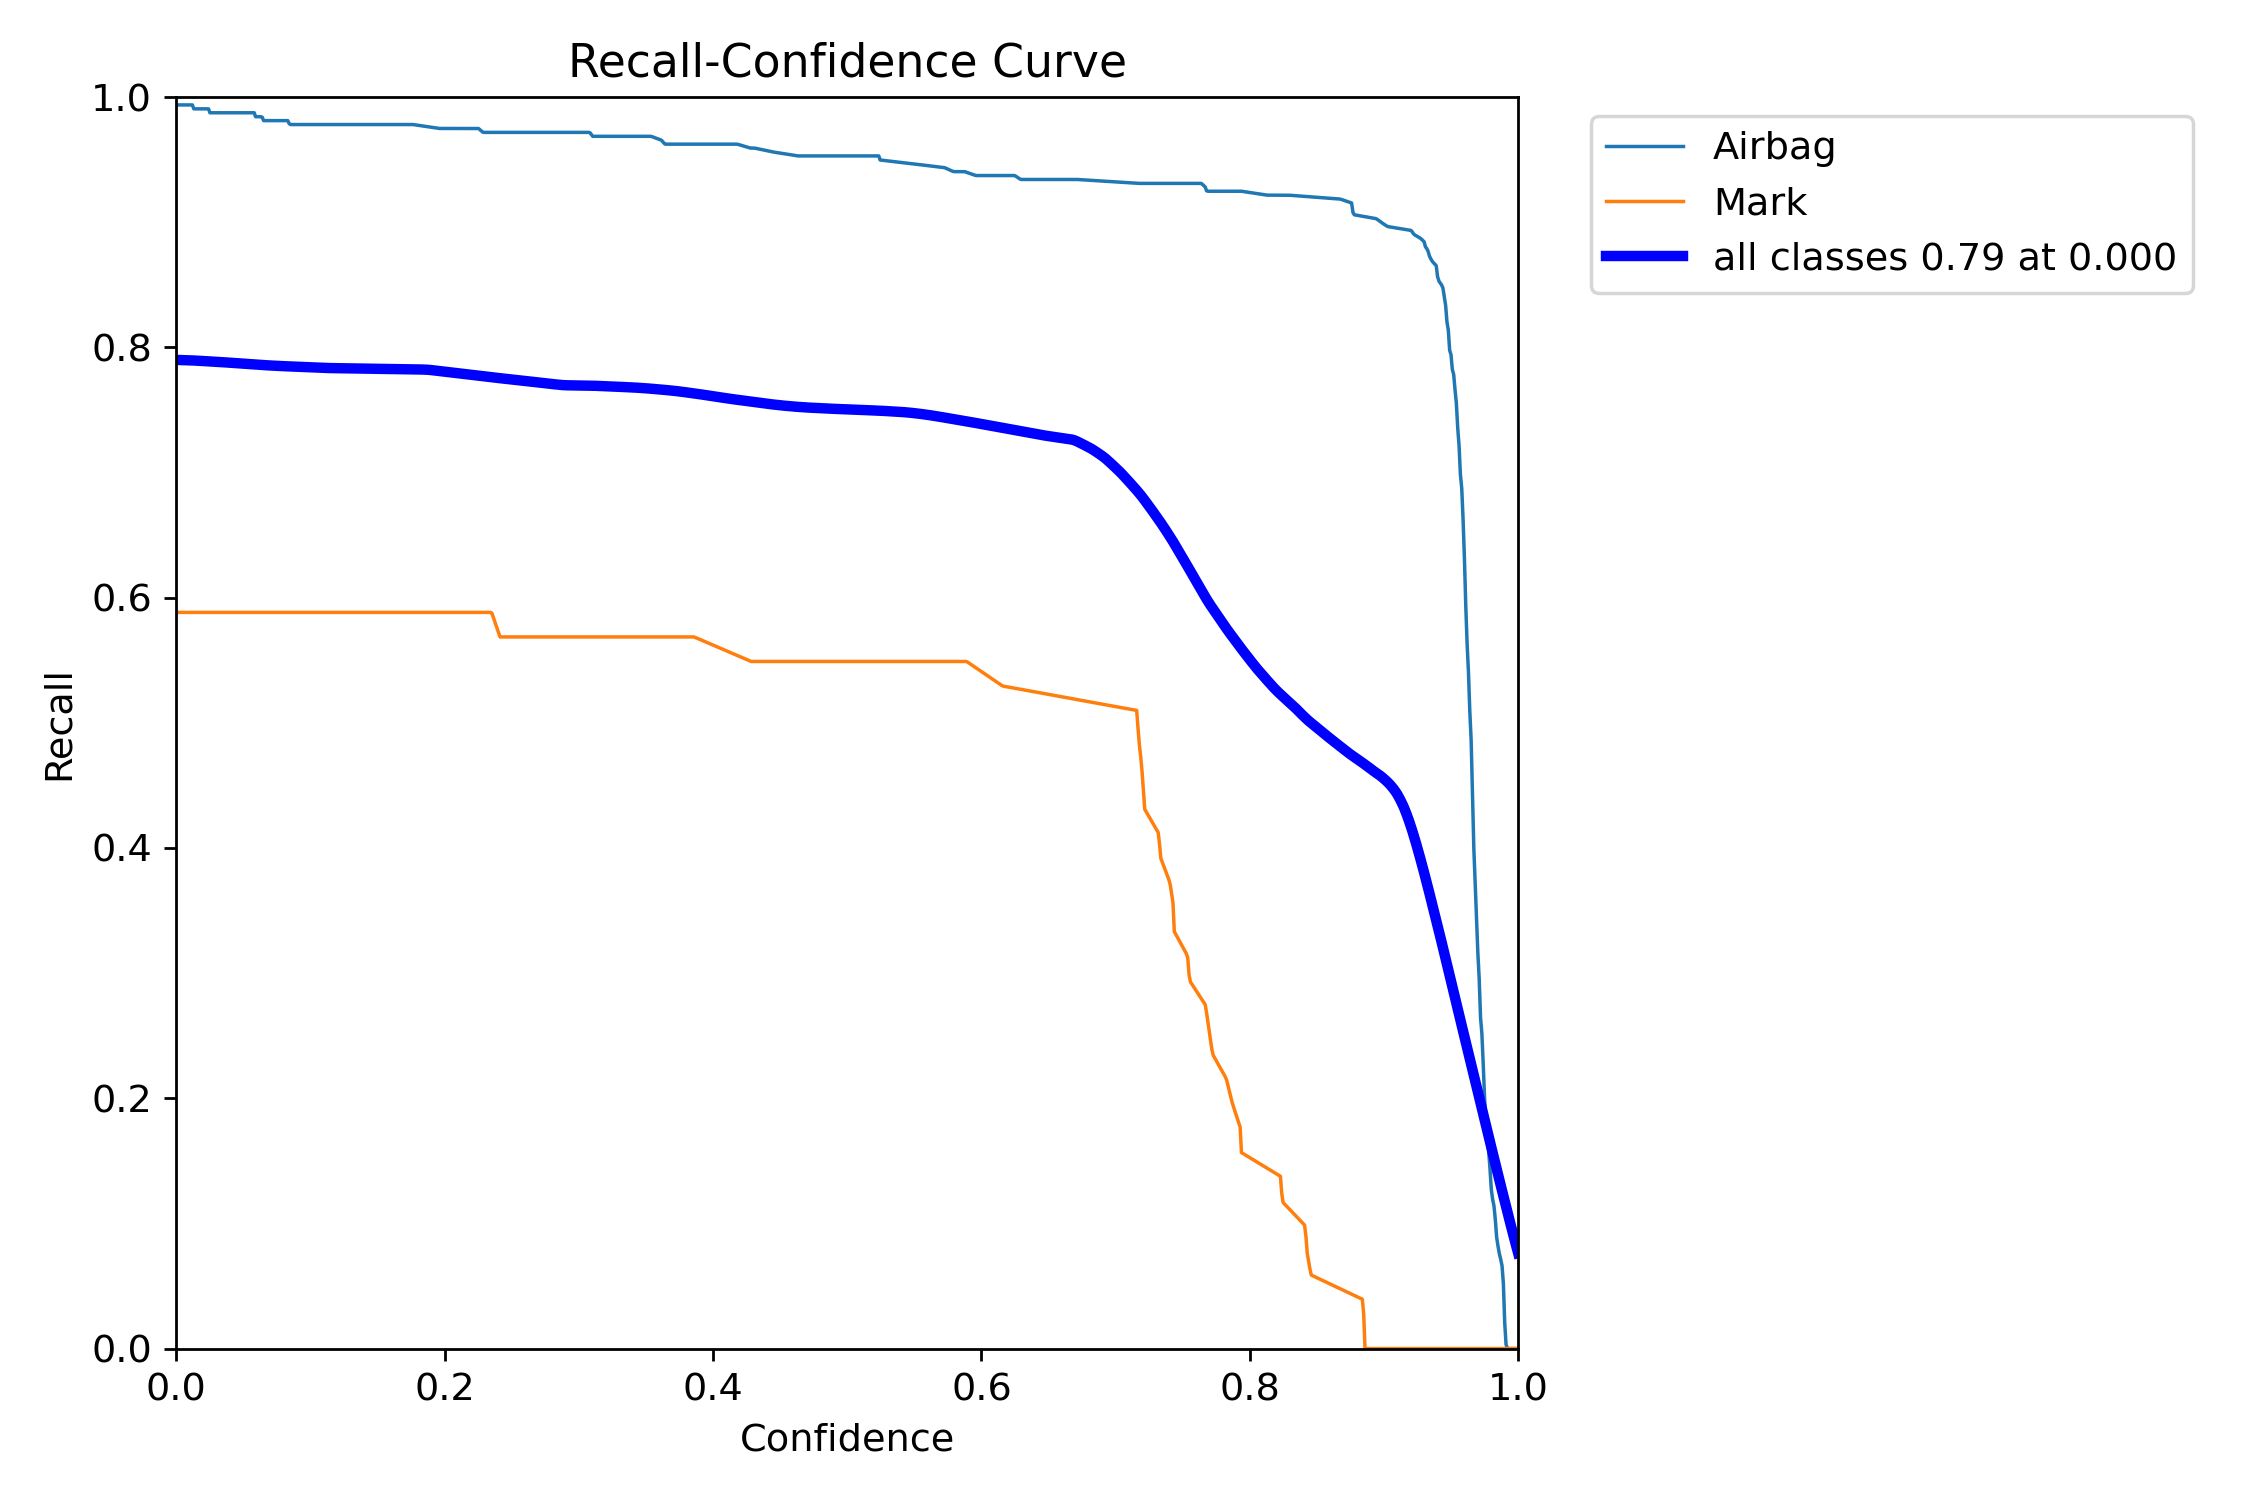 Recall-Confidence Curve
1.0
0.8
0.6
0.4
0.2
0.0
Recall
0.0 0.2 0.4 0.6 0.8 1.0
Confidence
Airbag
Mark
all classes 0.79 at 0.000